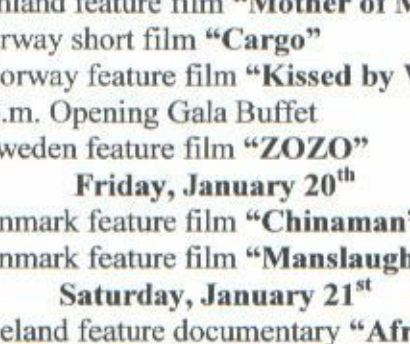 nland feature film "Mother of M
rway short film "Cargo"
orway feature film "Kissed by W
.m. Opening Gala Buffet
weden feature film "ZOZO"
Friday, January 20th
nmark feature film "Chinaman"
nmark feature film "Manslaugh
Saturday, January 21st
eland feature documentary "Afr